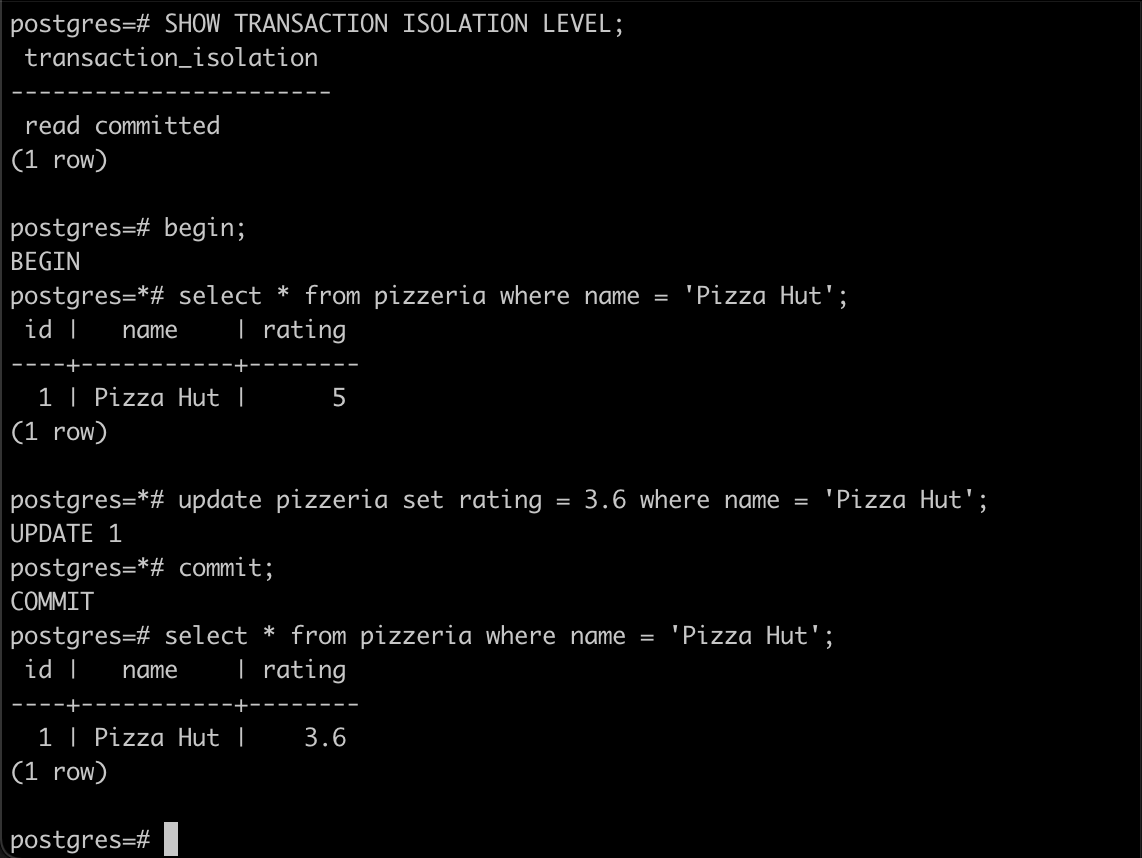 postgres=# SHOW TRANSACTION ISOLATION LEVEL;
 transaction_isolation
-----------------------
 read committed
(1 row)

postgres=# begin;
BEGIN
postgres=*# select * from pizzeria where name = 'Pizza Hut';
 id |   name    | rating
----+-----------+--------
  1 | Pizza Hut |      5
(1 row)

postgres=*# update pizzeria set rating = 3.6 where name = 'Pizza Hut';
UPDATE 1
postgres=*# commit;
COMMIT
postgres=# select * from pizzeria where name = 'Pizza Hut';
 id |   name    | rating
----+-----------+--------
  1 | Pizza Hut |    3.6
(1 row)

postgres=#